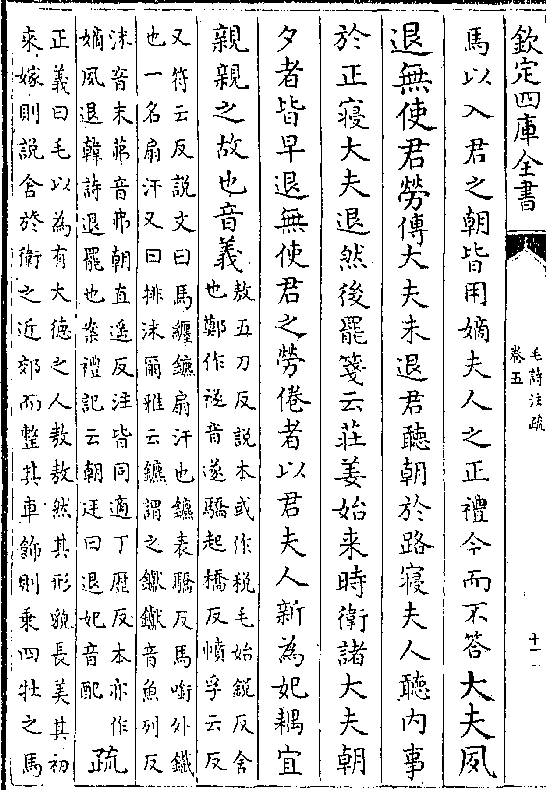 欽定四庫全書
毛詩注疏
卷五
十一
馬以入君之朝皆用嫡夫人之正禮今而不答大夫夙
退無使君勞傳大夫未退君聽朝於路寢夫人聽内事
於正寢大夫退然後罷箋云莊姜始来時衛諸大夫朝
夕者皆早退無使君之勞倦者以君夫人新為妃耦宜
親親之故也音義
敖五刀反説本或作税毛始鋭反舍
也鄭作襚音遂驕起橋反幩孚云反
又符云反説文曰馬纒鑣扇汗也鑣表驕反馬銜外鐵
也一名扇汗又曰排沫爾雅云鑣謂之钀钀音魚列反
沫音末茀音弗朝直遥反注皆同適丁歴反本亦作
嫡夙退韓詩退罷也案禮記云朝廷曰退妃音配
疏
正義曰毛以為有大德之人敖敖然其形貌長美其初
來嫁則説舍於衛之近郊而整其車飾則乗四牡之馬